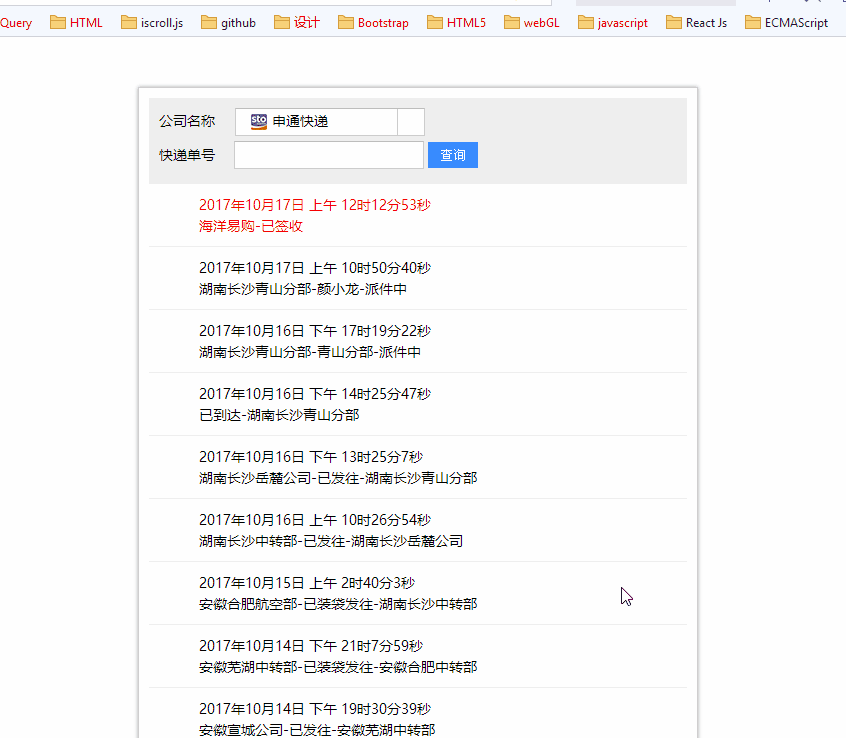 Query HTML iscroll.js github 设计 Bootstrap HTML5 webGL javascript React Js ECMAScript
公司名称 sto 申通快递
快递单号 查询
2017年10月17日 上午 12时12分53秒
海洋易购-已签收
2017年10月17日 上午 10时50分40秒
湖南长沙青山分部-颜小龙-派件中
2017年10月16日 下午 17时19分22秒
湖南长沙青山分部-青山分部-派件中
2017年10月16日 下午 14时25分47秒
已到达-湖南长沙青山分部
2017年10月16日 下午 13时25分7秒
湖南长沙岳麓公司-已发往-湖南长沙青山分部
2017年10月16日 上午 10时26分54秒
湖南长沙中转部-已发往-湖南长沙岳麓公司
2017年10月15日 上午 2时40分3秒
安徽合肥航空部-已装袋发往-湖南长沙中转部
2017年10月14日 下午 21时7分59秒
安徽芜湖中转部-已装袋发往-安徽合肥中转部
2017年10月14日 下午 19时30分39秒
安徽宣城公司-已发往-安徽芜湖中转部